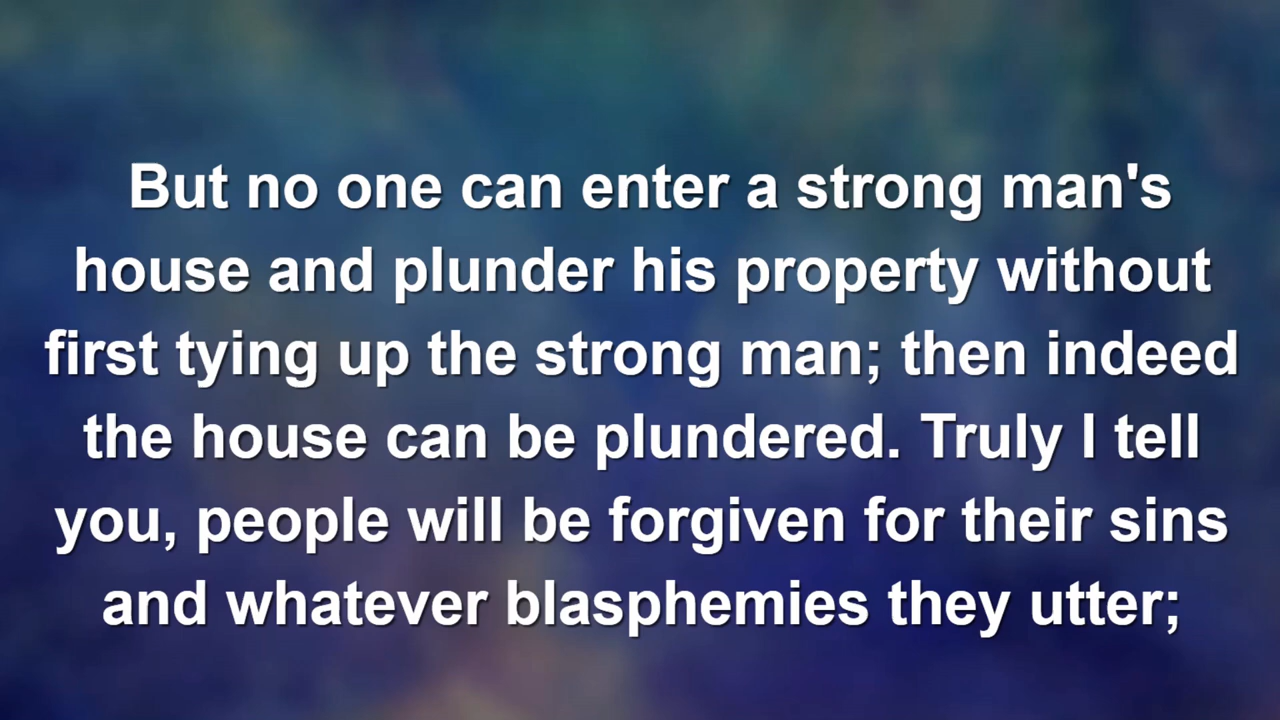 But no one can enter a strong man's
house and plunder his property without
first tying up the strong man; then indeed
the house can be plundered. Truly I tell
you, people will be forgiven for their sins
and whatever blasphemies they utter;